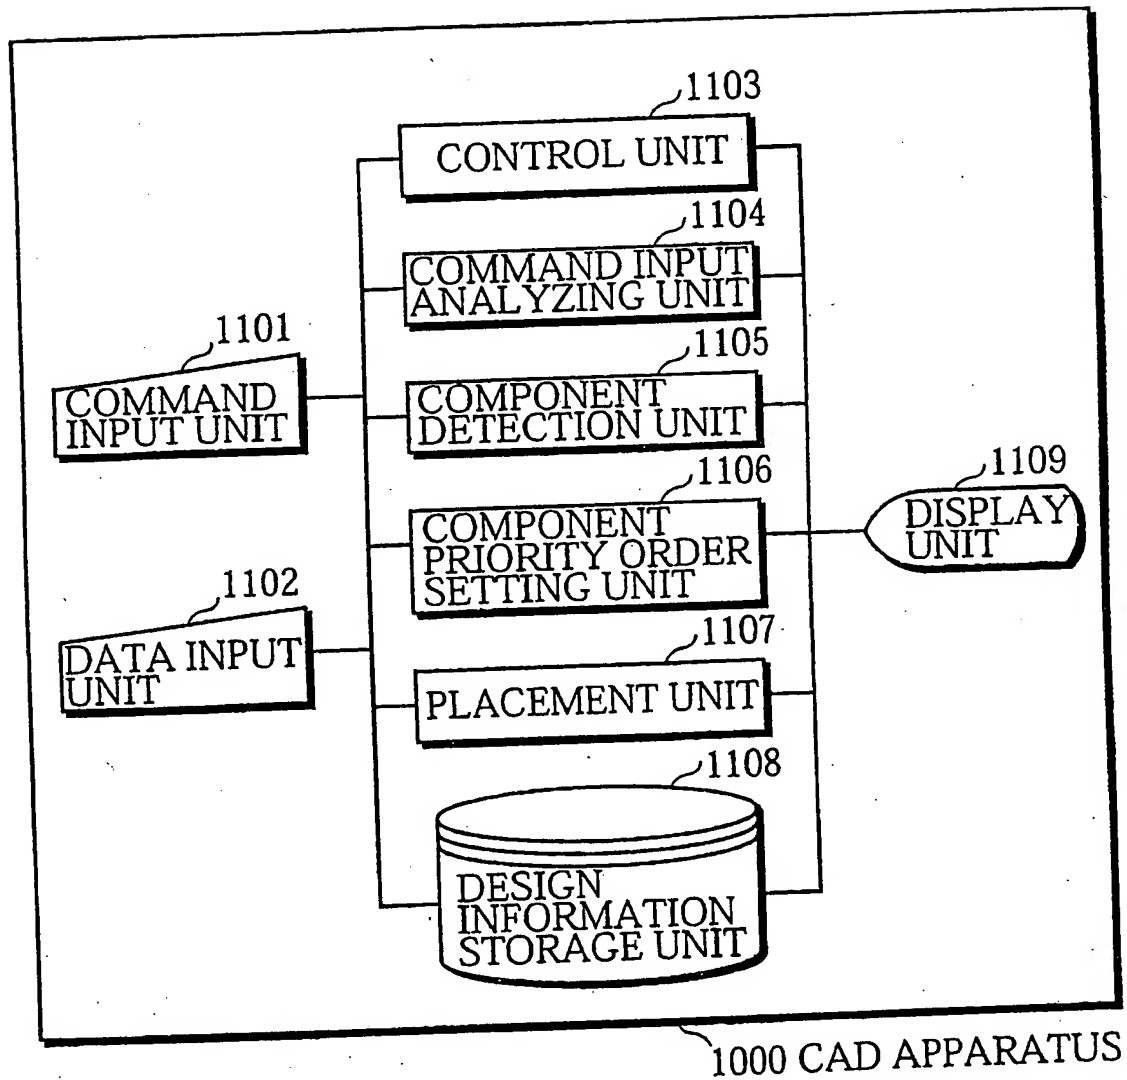 1103
CONTROL UNIT
1104
COMMAND INPUT
ANALYZING UNIT
1101
COMMAND
INPUT UNIT
1105
COMPONENT
DETECTION UNIT
1106
COMPONENT
PRIORITY ORDER
SETTING UNIT
1109
DISPLAY
UNIT
1102
DATA INPUT
UNIT
1107
PLACEMENT UNIT
1108
DESIGN
INFORMATION
STORAGE UNIT
1000 CAD APPARATUS